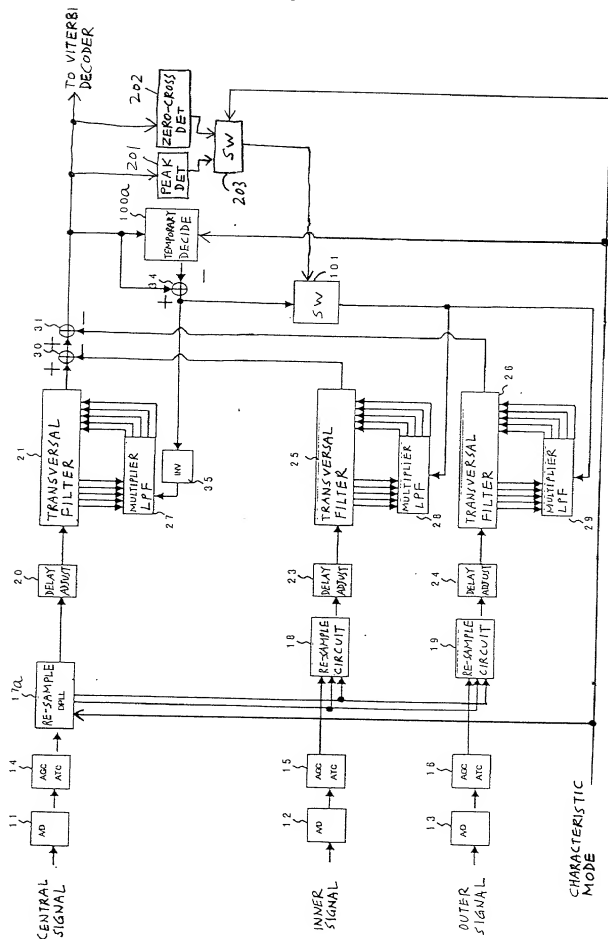 CENTRAL
SIGNAL
11
A/D
14
AGC
ATC
17a
RE-SAMPLE
DPLL
20
DELAY
ADJUST
21
TRANSVERSAL
FILTER
MULTIPLIER
LPF
27
INV
35
30
+
−
31
+
−
34
+
−
TEMPORARY
DECIDE
100a
PEAK
DET
201
ZERO-CROSS
DET
202
SW
203
TO VITERBI
DECODER
SW
101
INNER
SIGNAL
12
A/D
15
AGC
ATC
18
RE-SAMPLE
CIRCUIT
23
DELAY
ADJUST
25
TRANSVERSAL
FILTER
MULTIPLIER
LPF
28
OUTER
SIGNAL
13
A/D
16
AGC
ATC
19
RE-SAMPLE
CIRCUIT
24
DELAY
ADJUST
26
TRANSVERSAL
FILTER
MULTIPLIER
LPF
29
CHARACTERISTIC
MODE